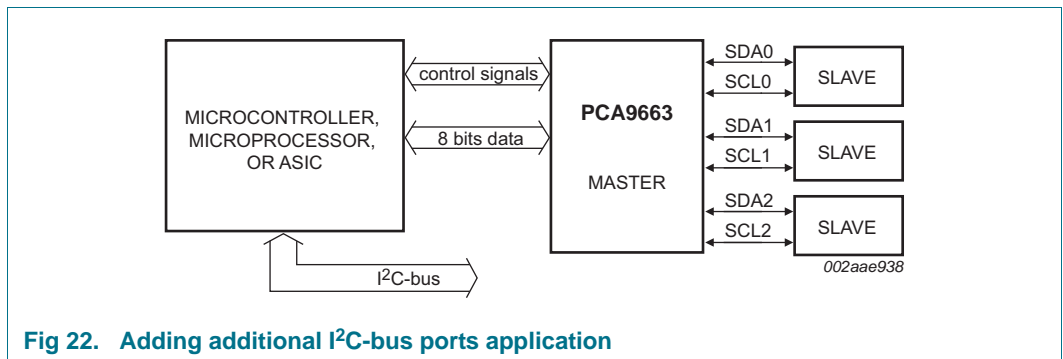 MICROCONTROLLER,
MICROPROCESSOR,
OR ASIC
control signals
8 bits data
I2C-bus
PCA9663
MASTER
SDA0
SCL0
SLAVE
SDA1
SCL1
SLAVE
SDA2
SCL2
SLAVE
002aae938
Fig 22. Adding additional I2C-bus ports application